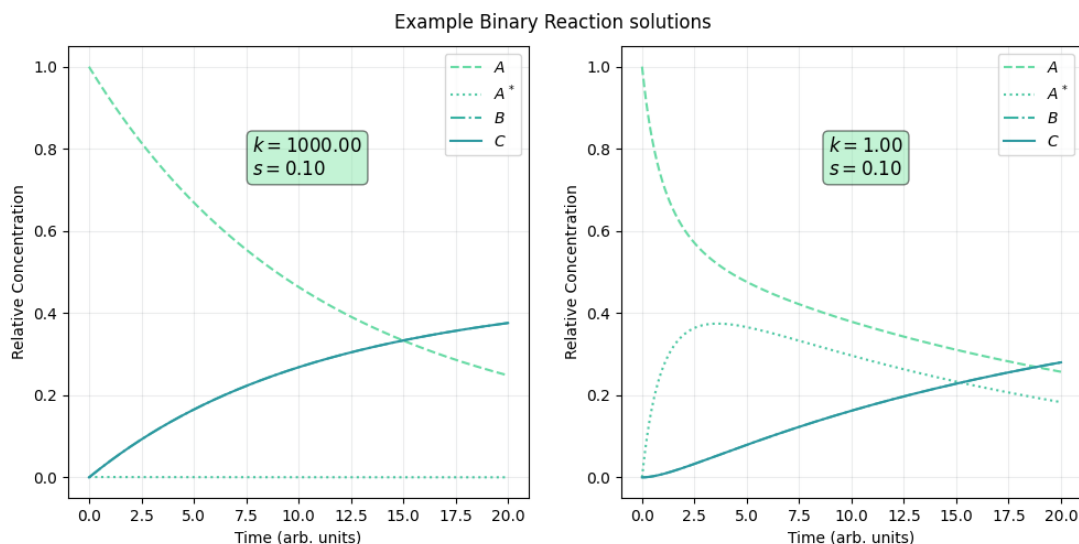 Example Binary Reaction solutions
Relative Concentration
1.0
0.8
0.6
0.4
0.2
0.0
A
A*
B
C
k = 1000.00
s = 0.10
0.0 2.5 5.0 7.5 10.0 12.5 15.0 17.5 20.0
Time (arb. units)
Relative Concentration
1.0
0.8
0.6
0.4
0.2
0.0
A
A*
B
C
k = 1.00
s = 0.10
0.0 2.5 5.0 7.5 10.0 12.5 15.0 17.5 20.0
Time (arb. units)